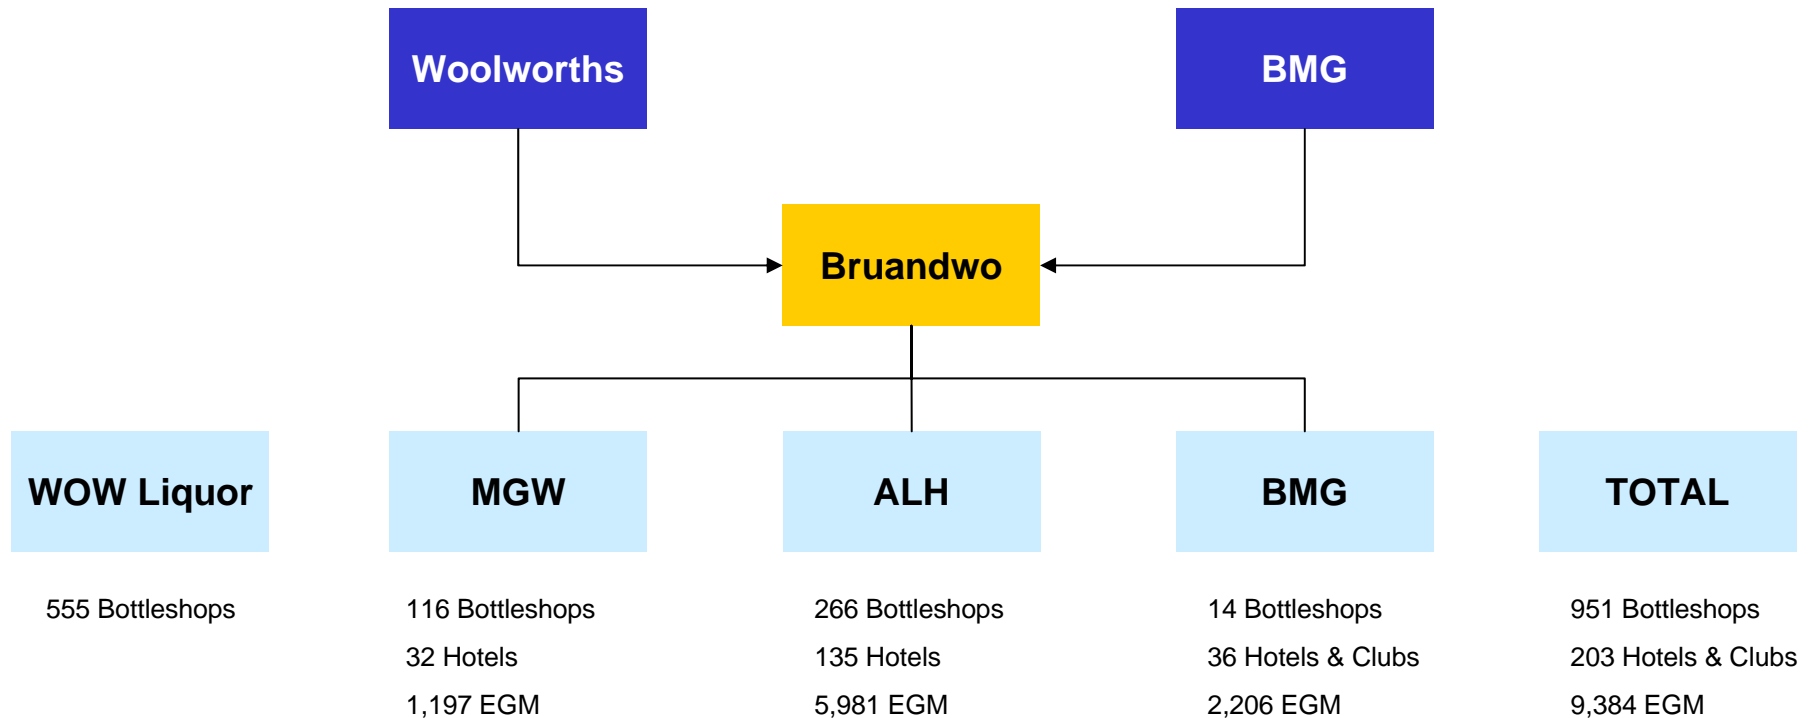 Woolworths
BMG
Bruandwo
WOW Liquor
MGW
ALH
BMG
TOTAL
555 Bottleshops
116 Bottleshops
32 Hotels
1,197 EGM
266 Bottleshops
135 Hotels
5,981 EGM
14 Bottleshops
36 Hotels & Clubs
2,206 EGM
951 Bottleshops
203 Hotels & Clubs
9,384 EGM